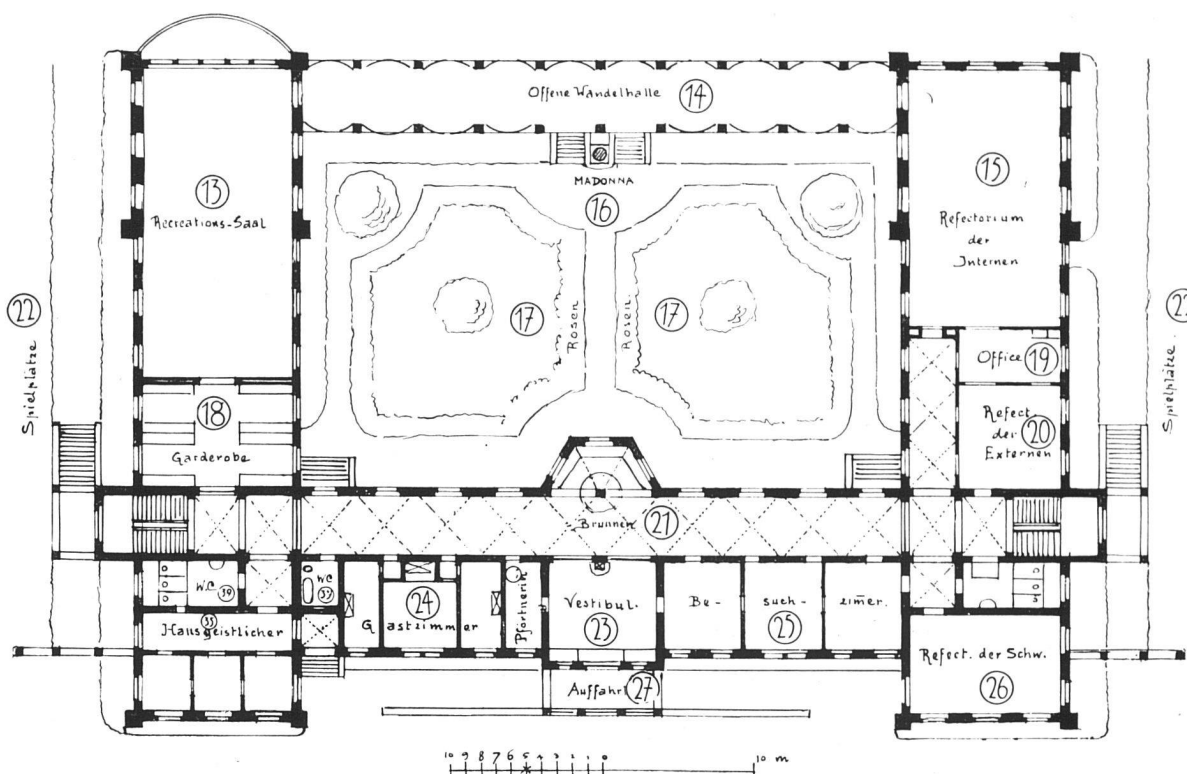 Offene Wandelhalle 14
13
Recreations-Saal
MADONNA
16
15
Refectorium
der
Internen
22
Spielplätze
17
Rosen
Rosen
17
22
Spielplätze
Office 19
18
Garderobe
Refect.
der 20
Externen
Brunnen 21
W.C
WC
Hausgeistlicher
24
Gastzimmer
Pförtnerin
Vestibul.
23
Be-
such-
zim̄er.
25
Refect. der Schw.
26
Auffahrt 27
10 9 8 7 6 5 4 3 2 1 0 10 m